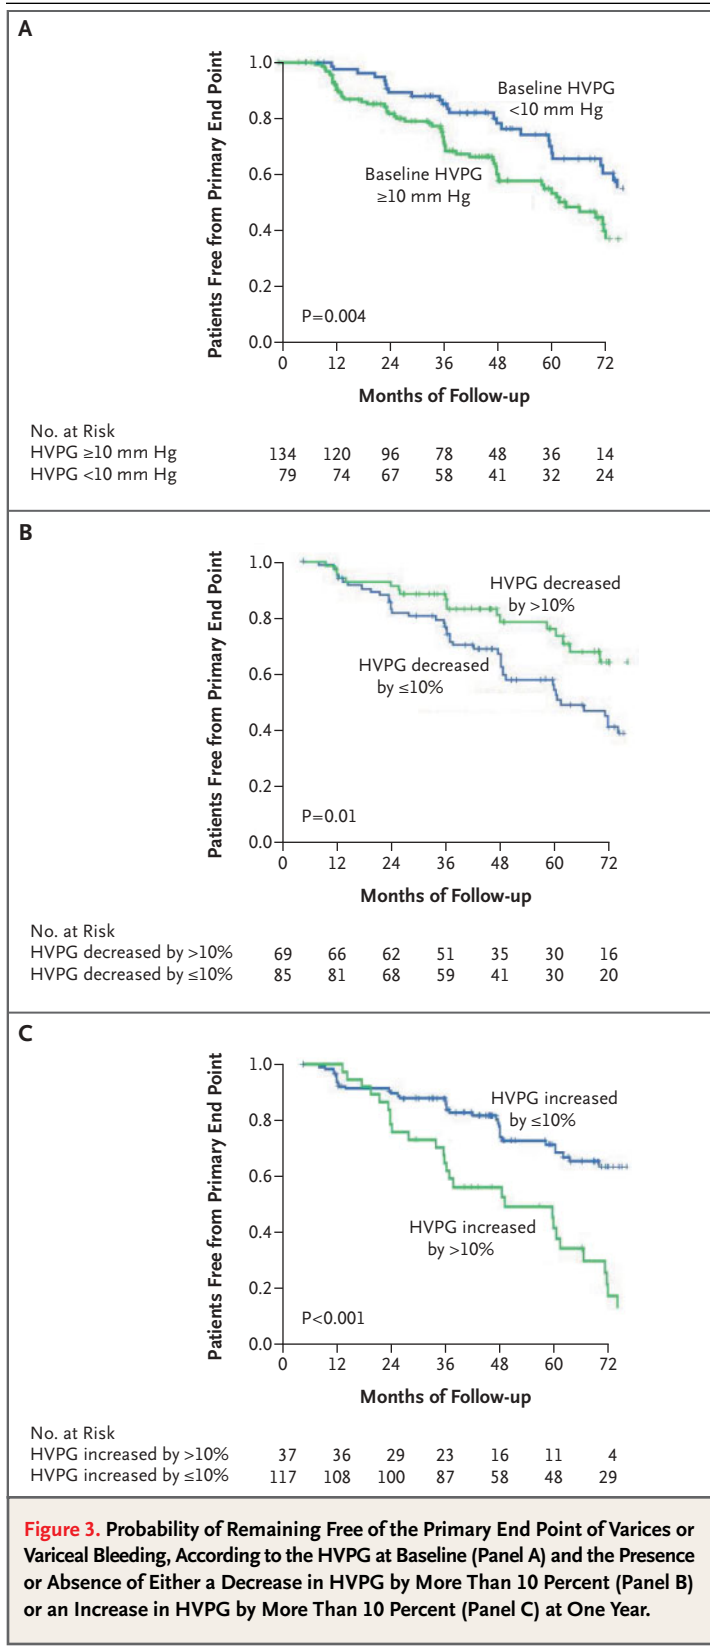 A
Patients Free from Primary End Point
1.0
0.8
0.6
0.4
0.2
0.0
Baseline HVPG
<10 mm Hg
Baseline HVPG
≥10 mm Hg
P=0.004
0 12 24 36 48 60 72
Months of Follow-up
No. at Risk
HVPG ≥10 mm Hg 134 120 96 78 48 36 14
HVPG <10 mm Hg 79 74 67 58 41 32 24
B
Patients Free from Primary End Point
1.0
0.8
0.6
0.4
0.2
0.0
HVPG decreased
by >10%
HVPG decreased
by ≤10%
P=0.01
0 12 24 36 48 60 72
Months of Follow-up
No. at Risk
HVPG decreased by >10% 69 66 62 51 35 30 16
HVPG decreased by ≤10% 85 81 68 59 41 30 20
C
Patients Free from Primary End Point
1.0
0.8
0.6
0.4
0.2
0.0
HVPG increased
by ≤10%
HVPG increased
by >10%
P<0.001
0 12 24 36 48 60 72
Months of Follow-up
No. at Risk
HVPG increased by >10% 37 36 29 23 16 11 4
HVPG increased by ≤10% 117 108 100 87 58 48 29
Figure 3. Probability of Remaining Free of the Primary End Point of Varices or
Variceal Bleeding, According to the HVPG at Baseline (Panel A) and the Presence
or Absence of Either a Decrease in HVPG by More Than 10 Percent (Panel B)
or an Increase in HVPG by More Than 10 Percent (Panel C) at One Year.